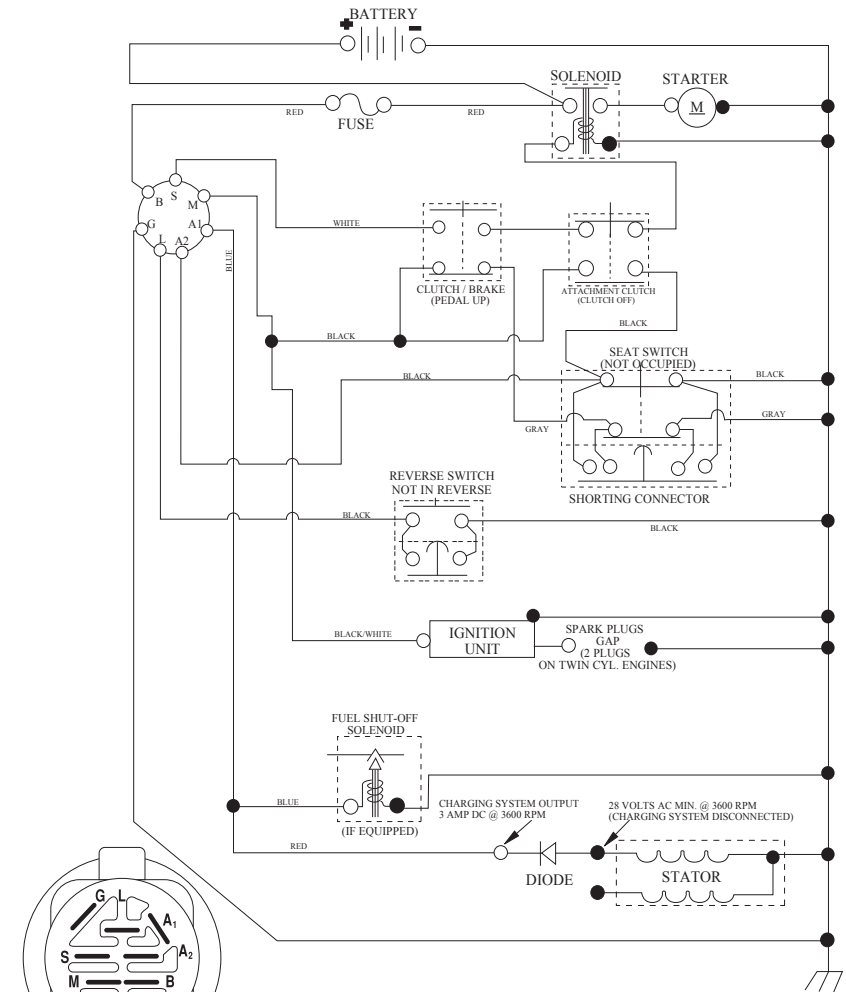 BATTERY
+ −
SOLENOID
STARTER
M
RED
FUSE
RED
B
S
M
G
A1
L
A2
WHITE
BLUE
CLUTCH / BRAKE
(PEDAL UP)
ATTACHMENT CLUTCH
(CLUTCH OFF)
BLACK
BLACK
SEAT SWITCH
(NOT OCCUPIED)
BLACK
BLACK
GRAY
GRAY
REVERSE SWITCH
NOT IN REVERSE
SHORTING CONNECTOR
BLACK
BLACK
BLACK/WHITE
IGNITION
UNIT
SPARK PLUGS
GAP
(2 PLUGS
ON TWIN CYL. ENGINES)
FUEL SHUT-OFF
SOLENOID
BLUE
(IF EQUIPPED)
CHARGING SYSTEM OUTPUT
3 AMP DC @ 3600 RPM
28 VOLTS AC MIN. @ 3600 RPM
(CHARGING SYSTEM DISCONNECTED)
RED
DIODE
STATOR
G L
A1
S
A2
M
B